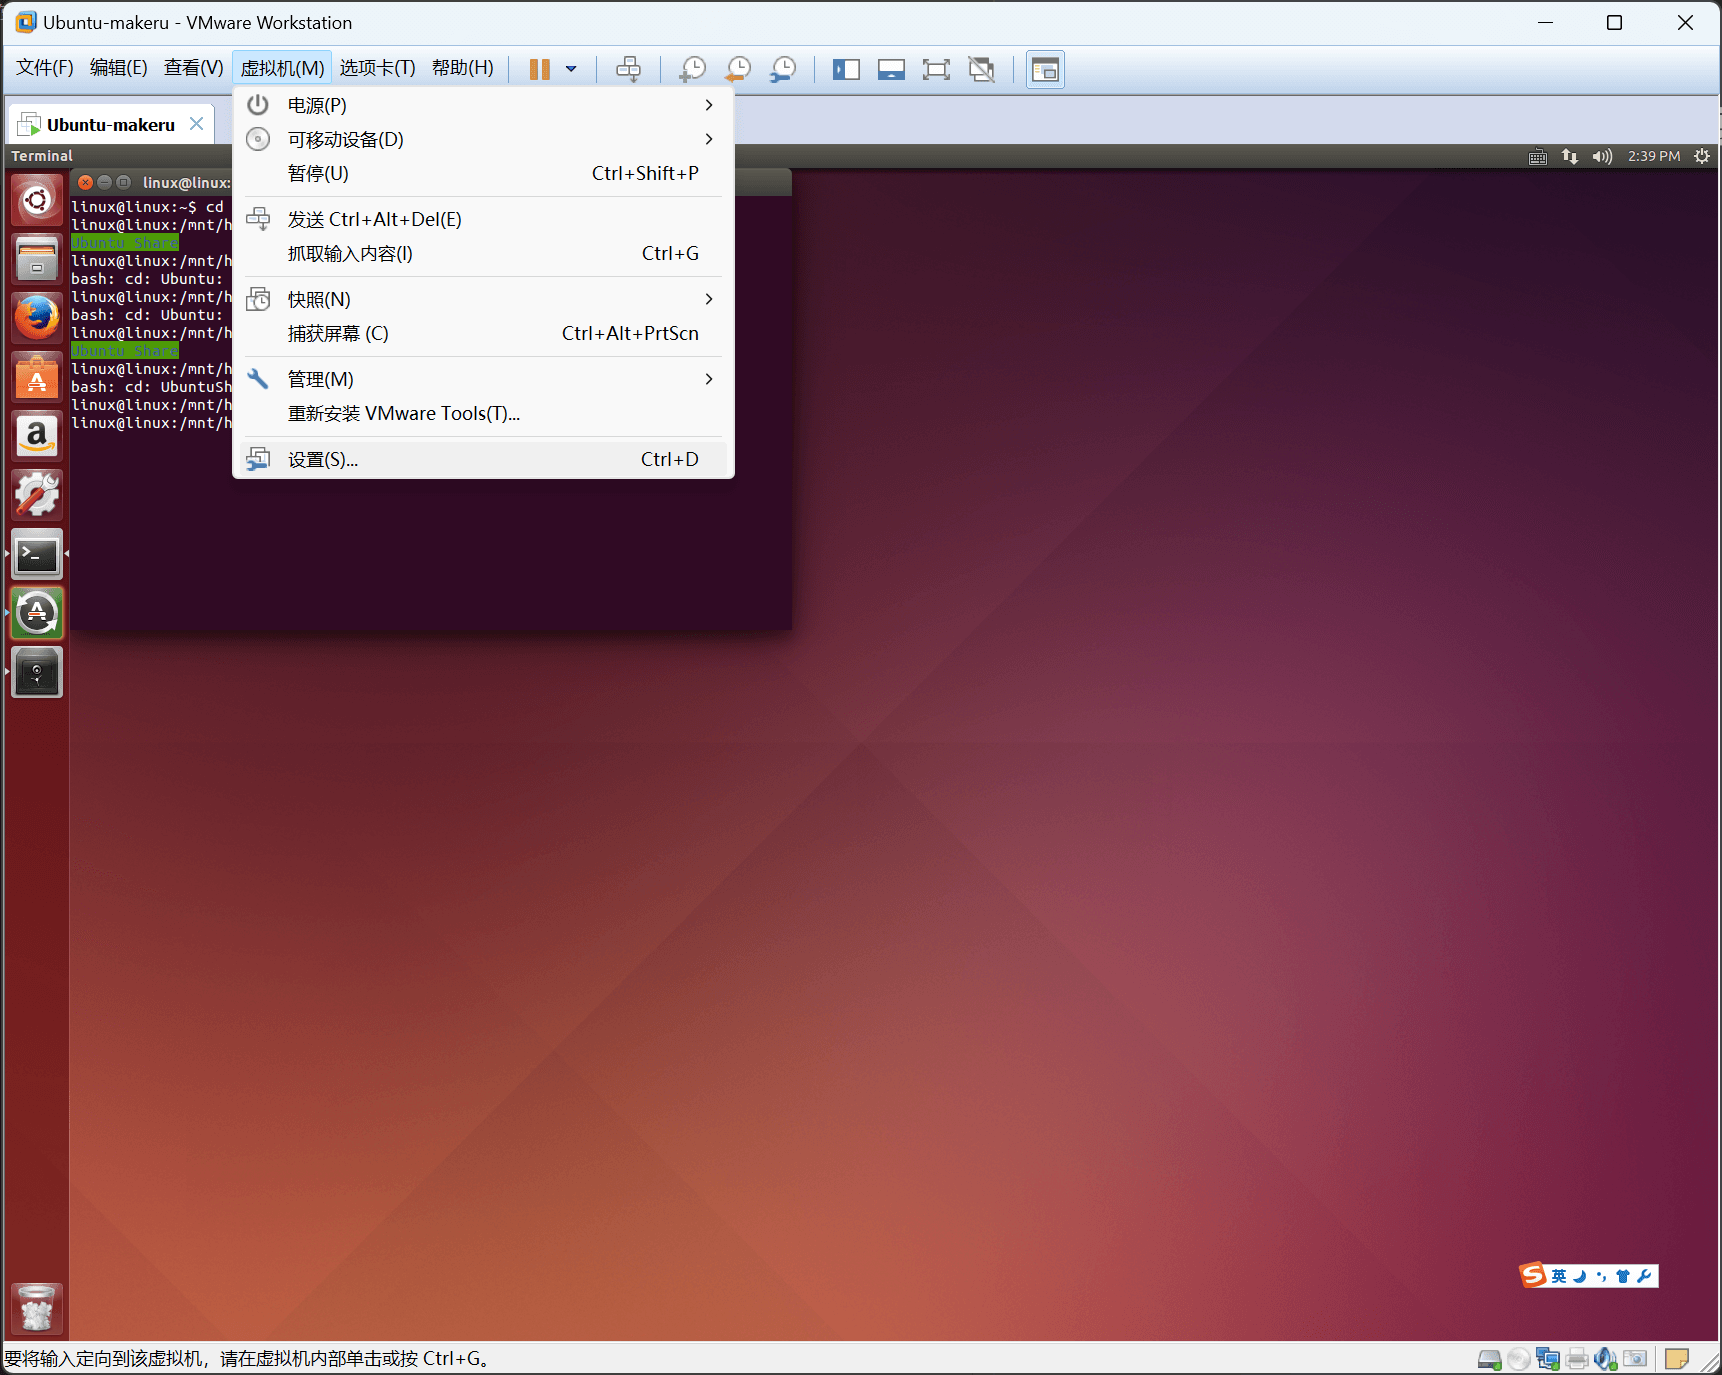 Ubuntu-makeru - VMware Workstation
文件(F) 编辑(E) 查看(V) 虚拟机(M) 选项卡(T) 帮助(H)
Ubuntu-makeru
Terminal
2:39 PM
电源(P)
可移动设备(D)
暂停(U) Ctrl+Shift+P
发送 Ctrl+Alt+Del(E)
抓取输入内容(I) Ctrl+G
快照(N)
捕获屏幕 (C) Ctrl+Alt+PrtScn
管理(M)
重新安装 VMware Tools(T)...
设置(S)... Ctrl+D
linux@linux:
linux@linux:~$ cd
linux@linux:/mnt/h
Ubuntu Share
linux@linux:/mnt/h
bash: cd: Ubuntu:
linux@linux:/mnt/h
bash: cd: Ubuntu:
linux@linux:/mnt/h
Ubuntu Share
linux@linux:/mnt/h
bash: cd: UbuntuSh
linux@linux:/mnt/h
linux@linux:/mnt/h
英
要将输入定向到该虚拟机，请在虚拟机内部单击或按 Ctrl+G。